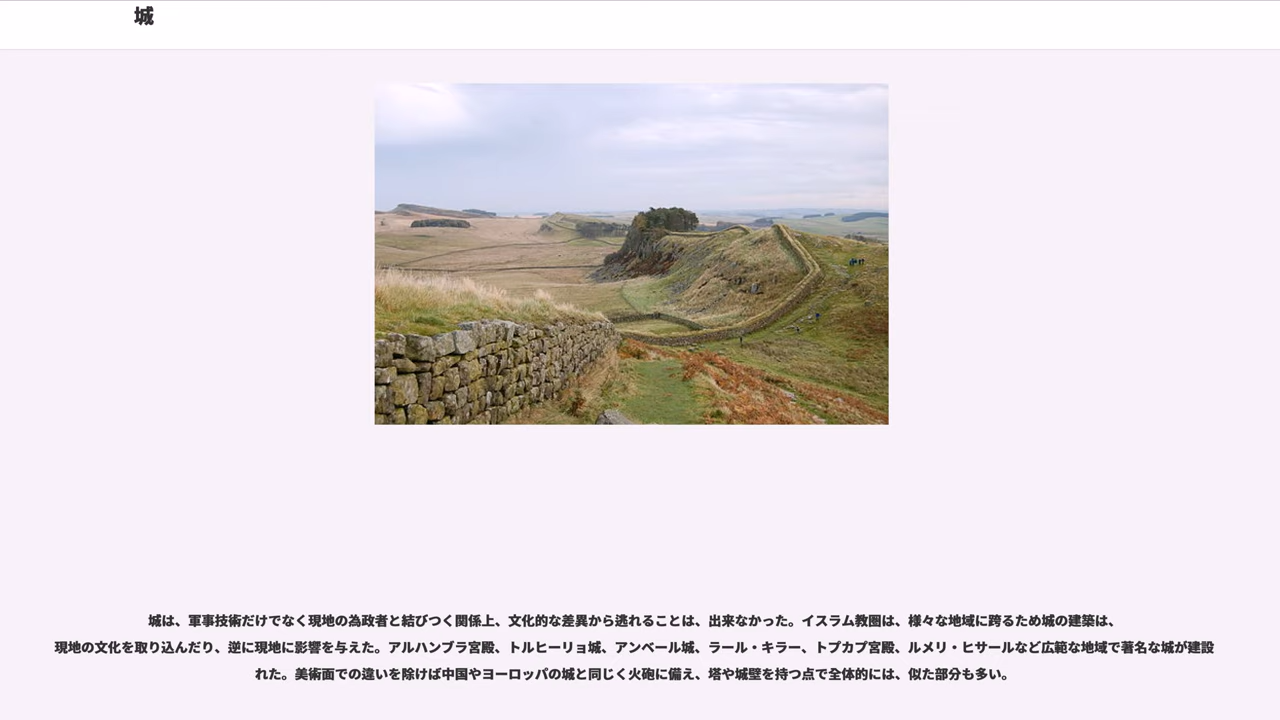 城
城は、軍事技術だけでなく現地の為政者と結びつく関係上、文化的な差異から逃れることは、出来なかった。イスラム教圏は、様々な地域に跨るため城の建築は、
現地の文化を取り込んだり、逆に現地に影響を与えた。アルハンブラ宮殿、トルヒーリョ城、アンベール城、ラール・キラー、トプカプ宮殿、ルメリ・ヒサールなど広範な地域で著名な城が建設
れた。美術面での違いを除けば中国やヨーロッパの城と同じく火砲に備え、塔や城壁を持つ点で全体的には、似た部分も多い。